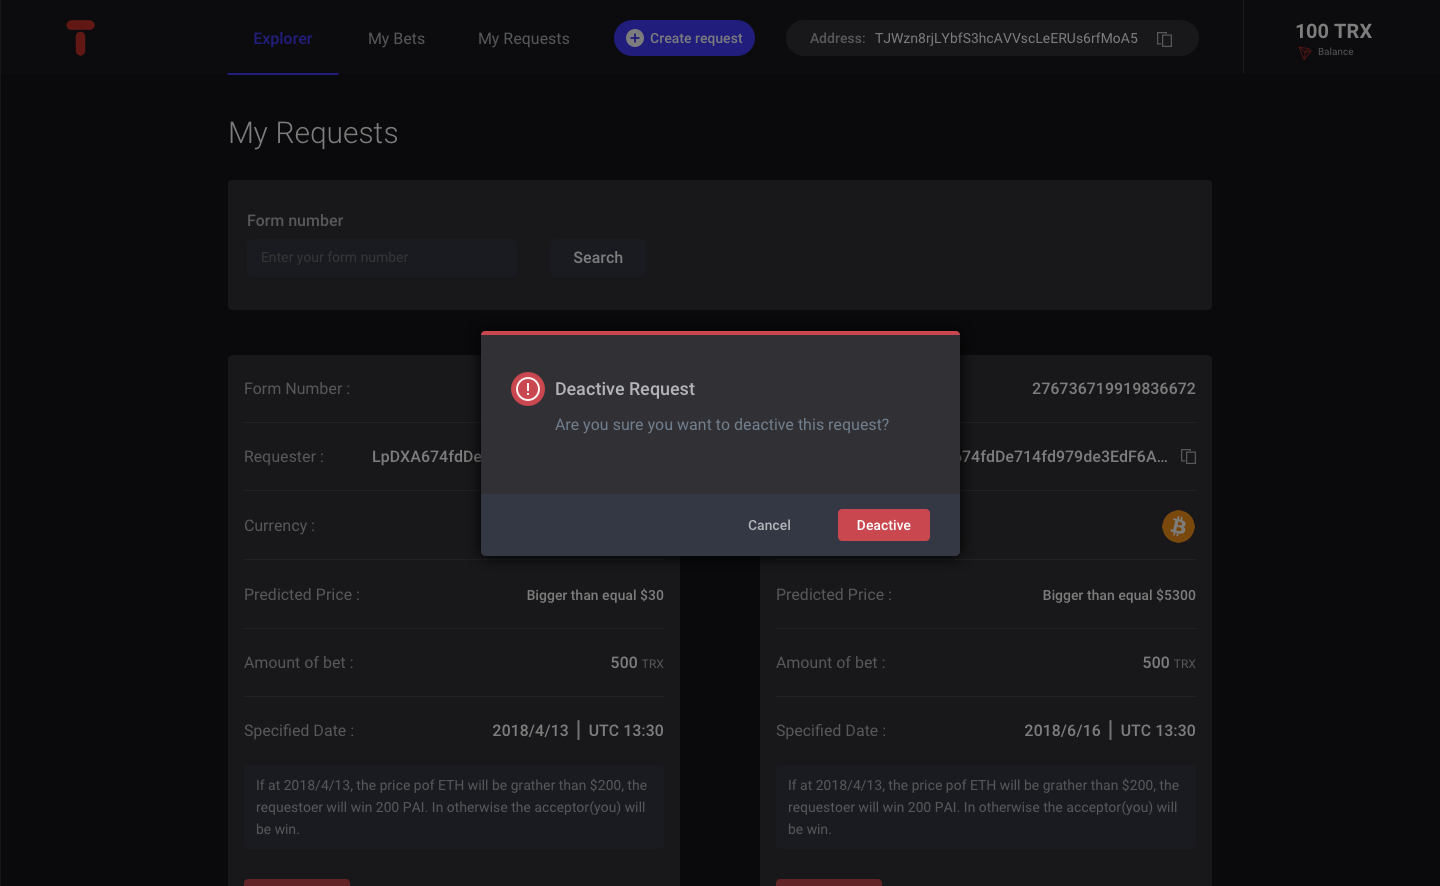 Explorer
My Bets
My Requests
Create request
Address: TJWzn8rjLYbfS3hcAVVscLeERUs6rfMoA5
100 TRX
Balance
My Requests
Form number
Enter your form number
Search
Deactive Request
Are you sure you want to deactive this request?
Cancel
Deactive
Form Number :
276736719919836672
Requester :
LpDXA674fdDe
674fdDe714fd979de3EdF6A...
Currency :
Predicted Price :
Bigger than equal $30
Predicted Price :
Bigger than equal $5300
Amount of bet :
500 TRX
Amount of bet :
500 TRX
Specified Date :
2018/4/13 | UTC 13:30
Specified Date :
2018/6/16 | UTC 13:30
If at 2018/4/13, the price pof ETH will be grather than $200, the
requestoer will win 200 PAI. In otherwise the acceptor(you) will
be win.
If at 2018/4/13, the price pof ETH will be grather than $200, the
requestoer will win 200 PAI. In otherwise the acceptor(you) will
be win.